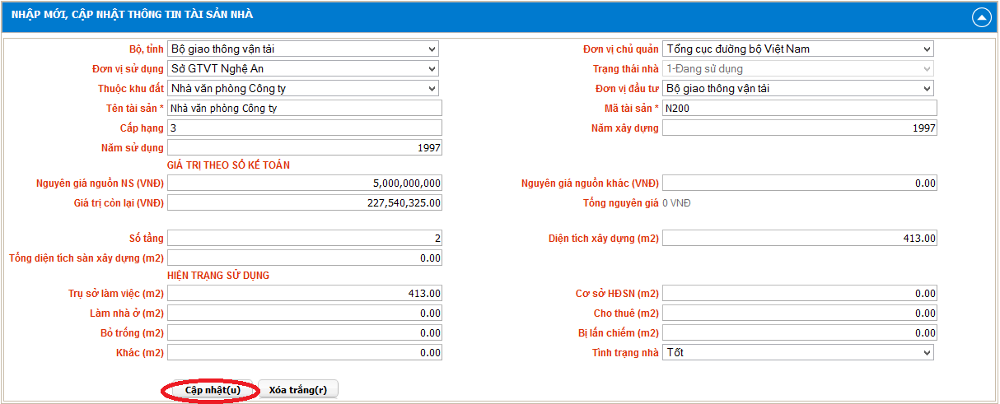 NHẬP MỚI, CẬP NHẬT THÔNG TIN TÀI SẢN NHÀ
Bộ, tỉnh Bộ giao thông vận tải Đơn vị chủ quản Tổng cục đường bộ Việt Nam
Đơn vị sử dụng Sở GTVT Nghệ An Trạng thái nhà 1-Đang sử dụng
Thuộc khu đất Nhà văn phòng Công ty Đơn vị đầu tư Bộ giao thông vận tải
Tên tài sản * Nhà văn phòng Công ty Mã tài sản * N200
Cấp hạng 3 Năm xây dựng 1997
Năm sử dụng 1997
GIÁ TRỊ THEO SỔ KẾ TOÁN
Nguyên giá nguồn NS (VNĐ) 5,000,000,000 Nguyên giá nguồn khác (VNĐ) 0.00
Giá trị còn lại (VNĐ) 227,540,325.00 Tổng nguyên giá 0 VNĐ
Số tầng 2 Diện tích xây dựng (m2) 413.00
Tổng diện tích sàn xây dựng (m2) 0.00
HIỆN TRẠNG SỬ DỤNG
Trụ sở làm việc (m2) 413.00 Cơ sở HĐSN (m2) 0.00
Làm nhà ở (m2) 0.00 Cho thuê (m2) 0.00
Bỏ trống (m2) 0.00 Bị lấn chiếm (m2) 0.00
Khác (m2) 0.00 Tình trạng nhà Tốt
Cập nhật(u) Xóa trắng(r)